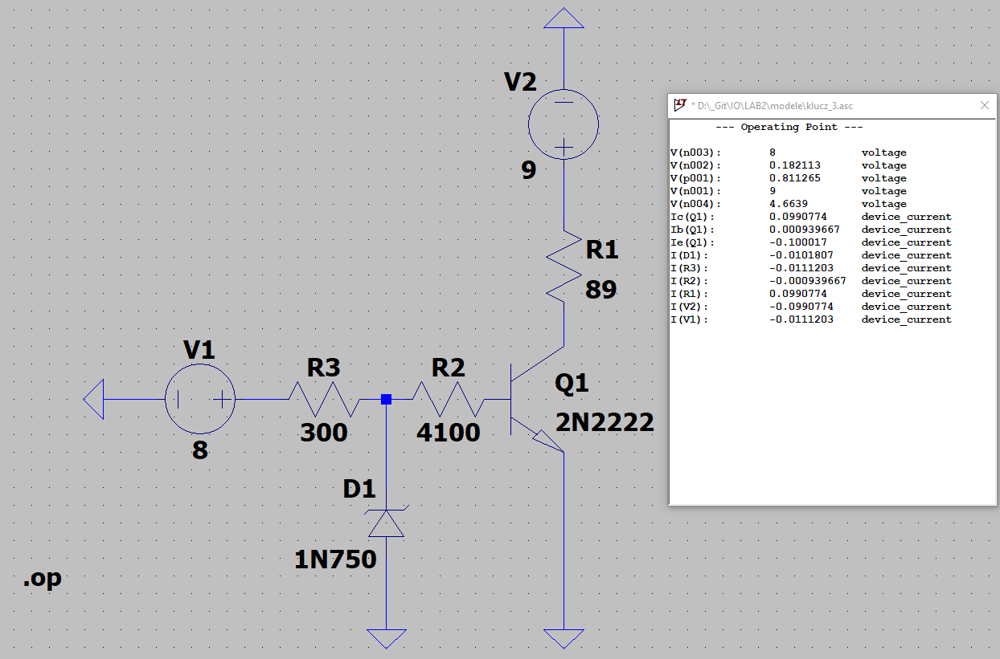 V2
9
R1
89
V1
8
R3
300
R2
4100
Q1
2N2222
D1
1N750
.op
* D:\_Git\IO\LAB2\modele\klucz_3.asc
--- Operating Point ---
V(n003): 8 voltage
V(n002): 0.182113 voltage
V(p001): 0.811265 voltage
V(n001): 9 voltage
V(n004): 4.6639 voltage
Ic(Q1): 0.0990774 device_current
Ib(Q1): 0.000939667 device_current
Ie(Q1): -0.100017 device_current
I(D1): -0.0101807 device_current
I(R3): -0.0111203 device_current
I(R2): -0.000939667 device_current
I(R1): 0.0990774 device_current
I(V2): -0.0990774 device_current
I(V1): -0.0111203 device_current